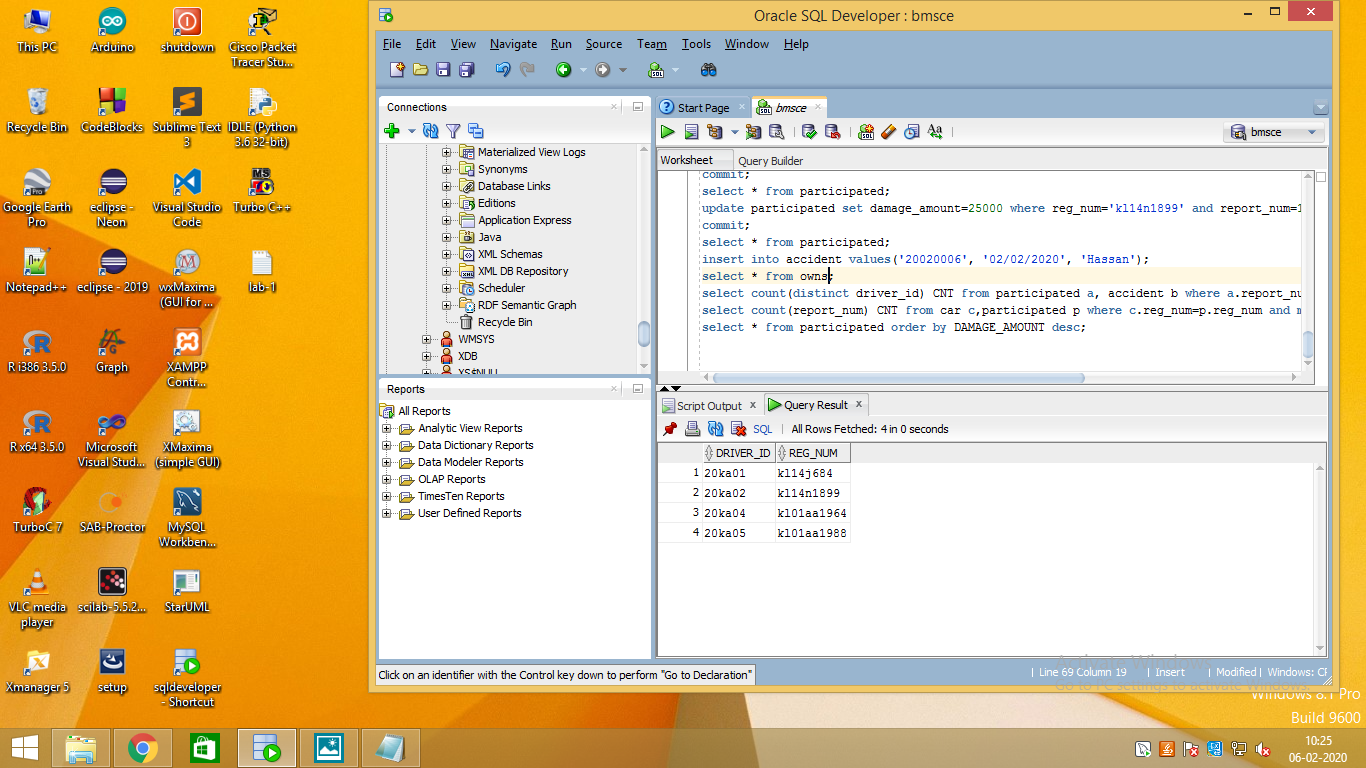 This PC
Arduino
shutdown
Cisco Packet
Tracer Stu...
Recycle Bin
CodeBlocks
Sublime Text
3
IDLE (Python
3.6 32-bit)
Google Earth
Pro
eclipse -
Neon
Visual Studio
Code
Turbo C++
Notepad++
eclipse - 2019
wxMaxima
(GUI for ...
lab-1
R i386 3.5.0
Graph
XAMPP
Contr...
R x64 3.5.0
Microsoft
Visual Stud...
XMaxima
(simple GUI)
TurboC 7
SAB-Proctor
MySQL
Workben...
VLC media
player
scilab-5.5.2...
StarUML
Xmanager 5
setup
sqldeveloper
- Shortcut
Oracle SQL Developer : bmsce
File Edit View Navigate Run Source Team Tools Window Help
Connections
Materialized View Logs
Synonyms
Database Links
Editions
Application Express
Java
XML Schemas
XML DB Repository
Scheduler
RDF Semantic Graph
Recycle Bin
WMSYS
XDB
XS$NULL
Reports
All Reports
Analytic View Reports
Data Dictionary Reports
Data Modeler Reports
OLAP Reports
TimesTen Reports
User Defined Reports
Start Page
bmsce
bmsce
Worksheet Query Builder
commit;
select * from participated;
update participated set damage_amount=25000 where reg_num='kl14n1899' and report_num=1
commit;
select * from participated;
insert into accident values('20020006', '02/02/2020', 'Hassan');
select * from owns;
select count(distinct driver_id) CNT from participated a, accident b where a.report_nu
select count(report_num) CNT from car c,participated p where c.reg_num=p.reg_num and m
select * from participated order by DAMAGE_AMOUNT desc;
Script Output x Query Result x
SQL | All Rows Fetched: 4 in 0 seconds
DRIVER_ID REG_NUM
1 20ka01 kl14j684
2 20ka02 kl14n1899
3 20ka04 kl01aa1964
4 20ka05 kl01aa1988
Click on an identifier with the Control key down to perform "Go to Declaration"
| Line 69 Column 19 | Insert | Modified | Windows: CR
Activate Windows
Go to PC settings to activate Windows.
Windows 8.1 Pro
Build 9600
10:25
06-02-2020